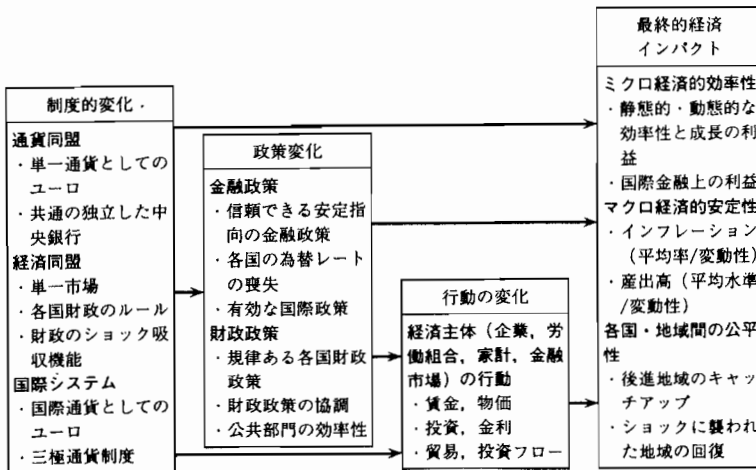 制度的変化.
通貨同盟
・単一通貨としての
ユーロ
・共通の独立した中
央銀行
経済同盟
・単一市場
・各国財政のルール
・財政のショック吸
収機能
国際システム
・国際通貨としての
ユーロ
・三極通貨制度
政策変化
金融政策
・信頼できる安定指
向の金融政策
・各国の為替レート
の喪失
・有効な国際政策
財政政策
・規律ある各国財政
政策
・財政政策の協調
・公共部門の効率性
行動の変化
経済主体（企業，労
働組合，家計，金融
市場）の行動
・賃金，物価
・投資，金利
・貿易，投資フロー
最終的経済
インパクト
ミクロ経済的効率性
・静態的・動態的な
効率性と成長の利
益
・国際金融上の利益
マクロ経済的安定性
・インフレーション
（平均率/変動性）
・産出高（平均水準
/変動性）
各国・地域間の公平
性
・後進地域のキャッ
チアップ
・ショックに襲われ
た地域の回復